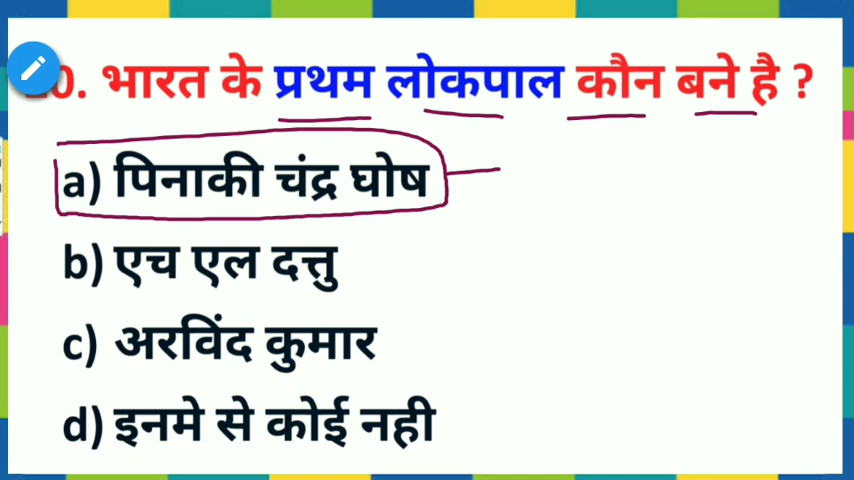 0. भारत के प्रथम लोकपाल कौन बने है ?
a) पिनाकी चंद्र घोष
b) एच एल दत्तु
c) अरविंद कुमार
d) इनमे से कोई नही